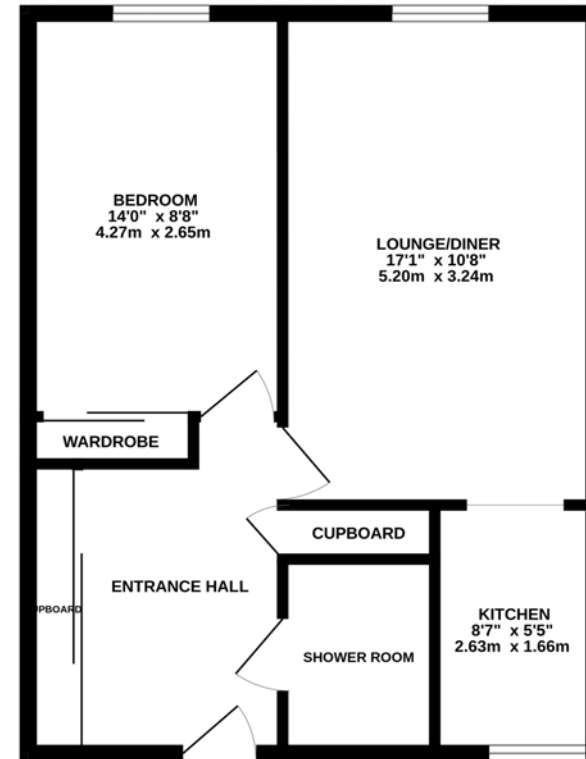 BEDROOM
14'0" x 8'8"
4.27m x 2.65m
LOUNGE/DINER
17'1" x 10'8"
5.20m x 3.24m
WARDROBE
CUPBOARD
ENTRANCE HALL
UPBOARD
SHOWER ROOM
KITCHEN
8'7" x 5'5"
2.63m x 1.66m